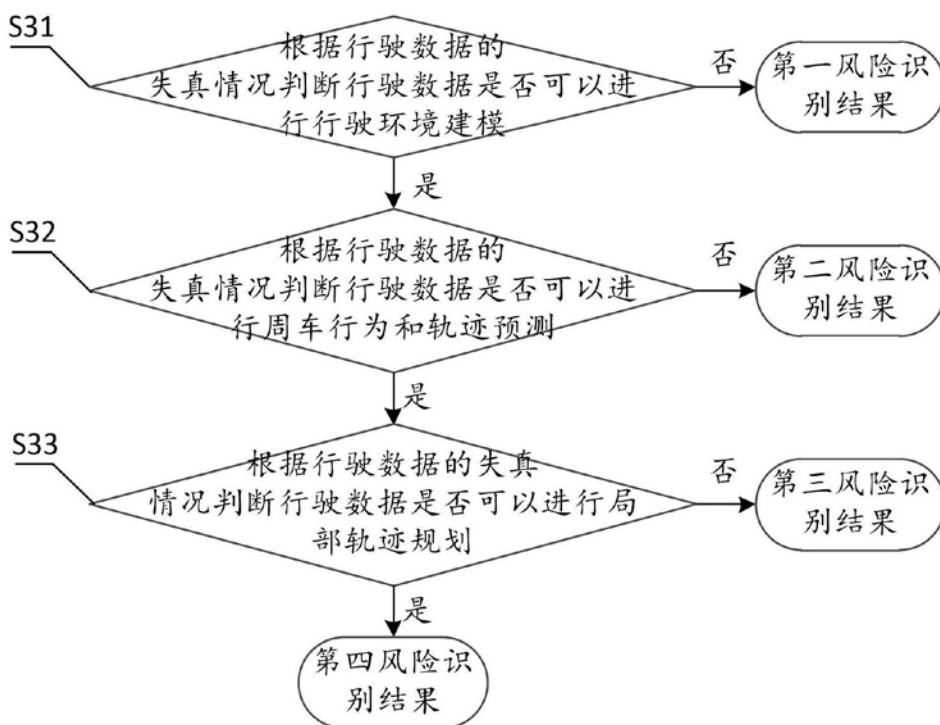 S31
根据行驶数据的
失真情况判断行驶数据是否可以进
行行驶环境建模
否
第一风险识
别结果
是
S32
根据行驶数据的
失真情况判断行驶数据是否可以进
行周车行为和轨迹预测
否
第二风险识
别结果
是
S33
根据行驶数据的失真
情况判断行驶数据是否可以进行局
部轨迹规划
否
第三风险识
别结果
是
第四风险识
别结果